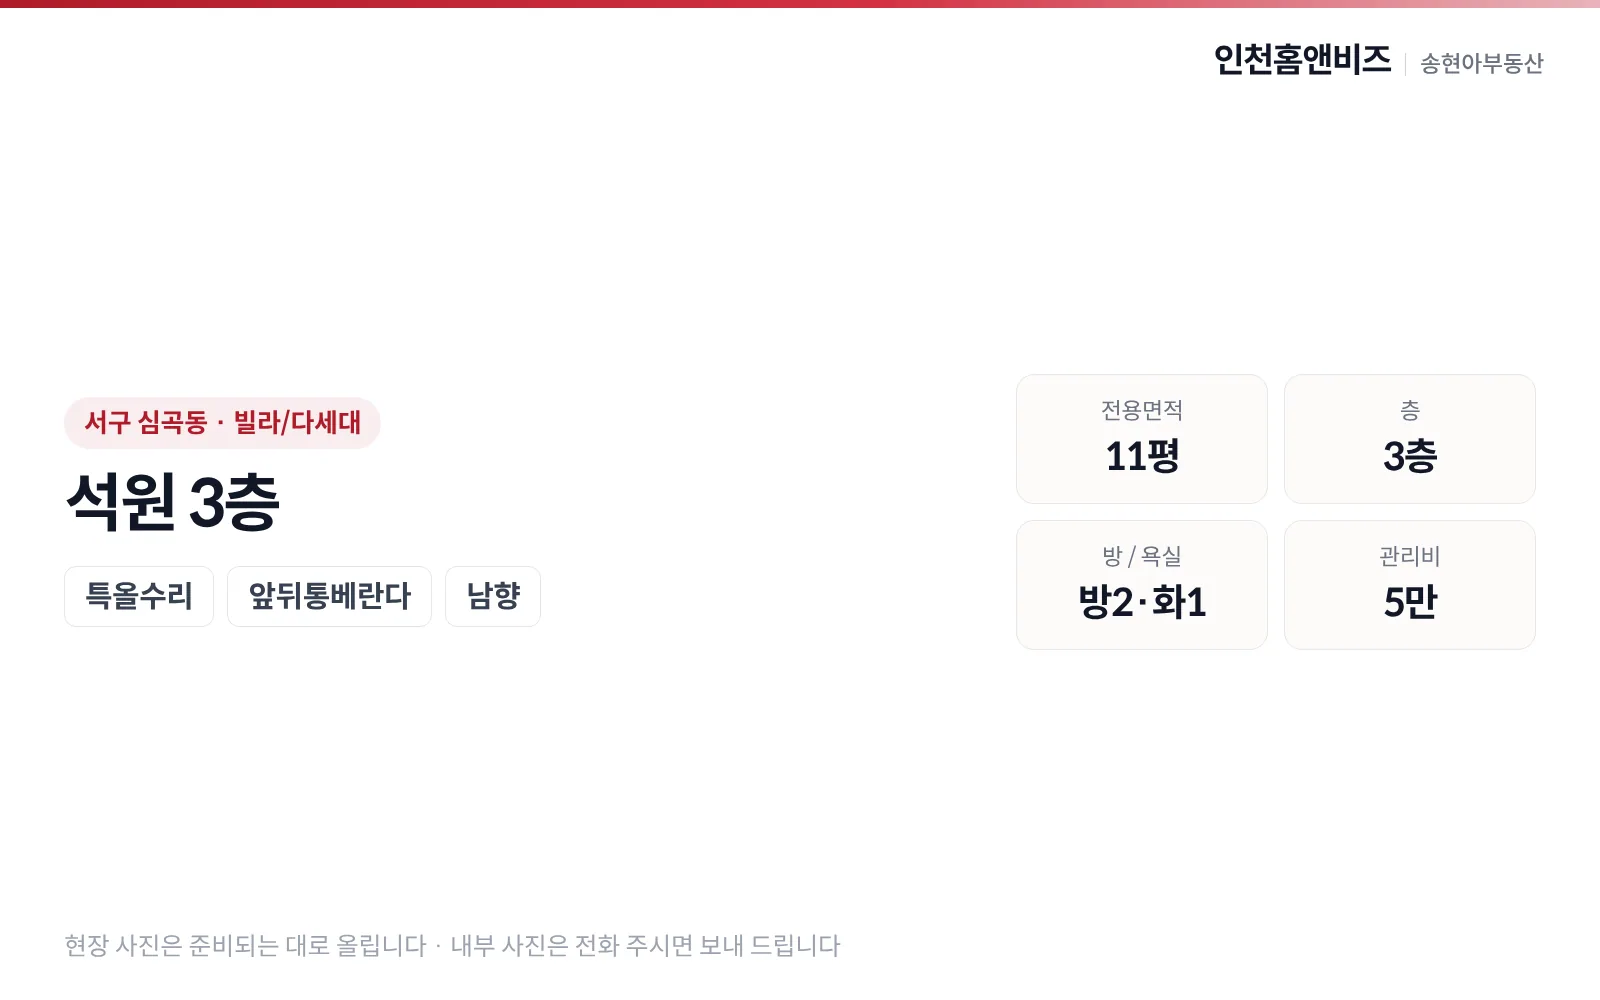 인천홈앤비즈 송현아부동산
서구 심곡동 · 빌라/다세대
석원 3층
특올수리 앞뒤통베란다 남향
전용면적
11평
층
3층
방 / 욕실
방2·화1
관리비
5만
현장 사진은 준비되는 대로 올립니다 · 내부 사진은 전화 주시면 보내 드립니다